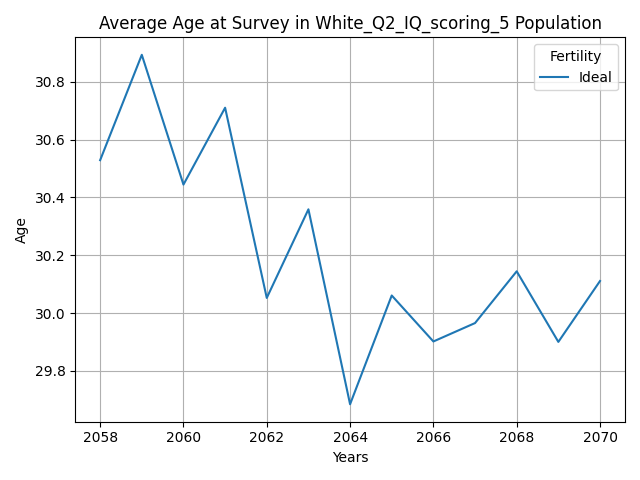 Average Age at Survey in White_Q2_IQ_scoring_5 Population
Fertility
Ideal
30.8
30.6
30.4
30.2
30.0
29.8
Age
2058 2060 2062 2064 2066 2068 2070
Years